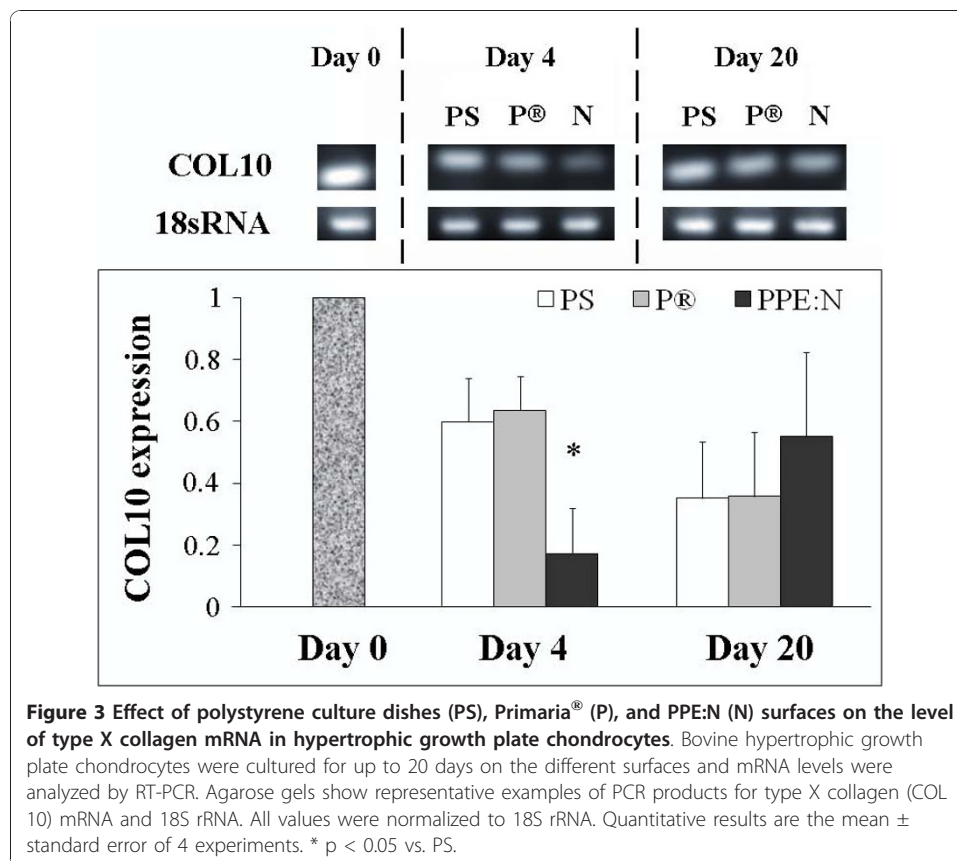 Day 0 Day 4 Day 20
PS P® N PS P® N
COL10
18sRNA
PS P® PPE:N
COL10 expression
1
0.8
0.6
0.4
0.2
0
*
Day 0 Day 4 Day 20
Figure 3 Effect of polystyrene culture dishes (PS), Primaria® (P), and PPE:N (N) surfaces on the level
of type X collagen mRNA in hypertrophic growth plate chondrocytes. Bovine hypertrophic growth
plate chondrocytes were cultured for up to 20 days on the different surfaces and mRNA levels were
analyzed by RT-PCR. Agarose gels show representative examples of PCR products for type X collagen (COL
10) mRNA and 18S rRNA. All values were normalized to 18S rRNA. Quantitative results are the mean ±
standard error of 4 experiments. * p < 0.05 vs. PS.